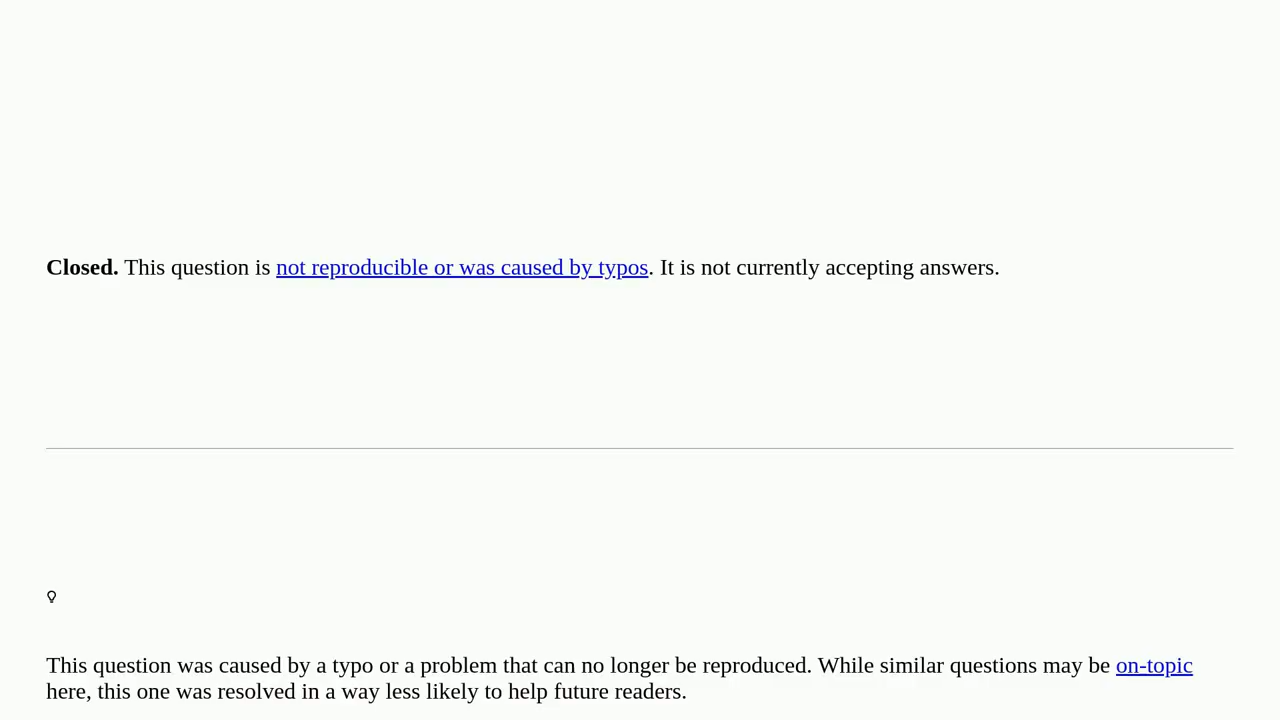 Closed. This question is not reproducible or was caused by typos. It is not currently accepting answers.
This question was caused by a typo or a problem that can no longer be reproduced. While similar questions may be on-topic
here, this one was resolved in a way less likely to help future readers.